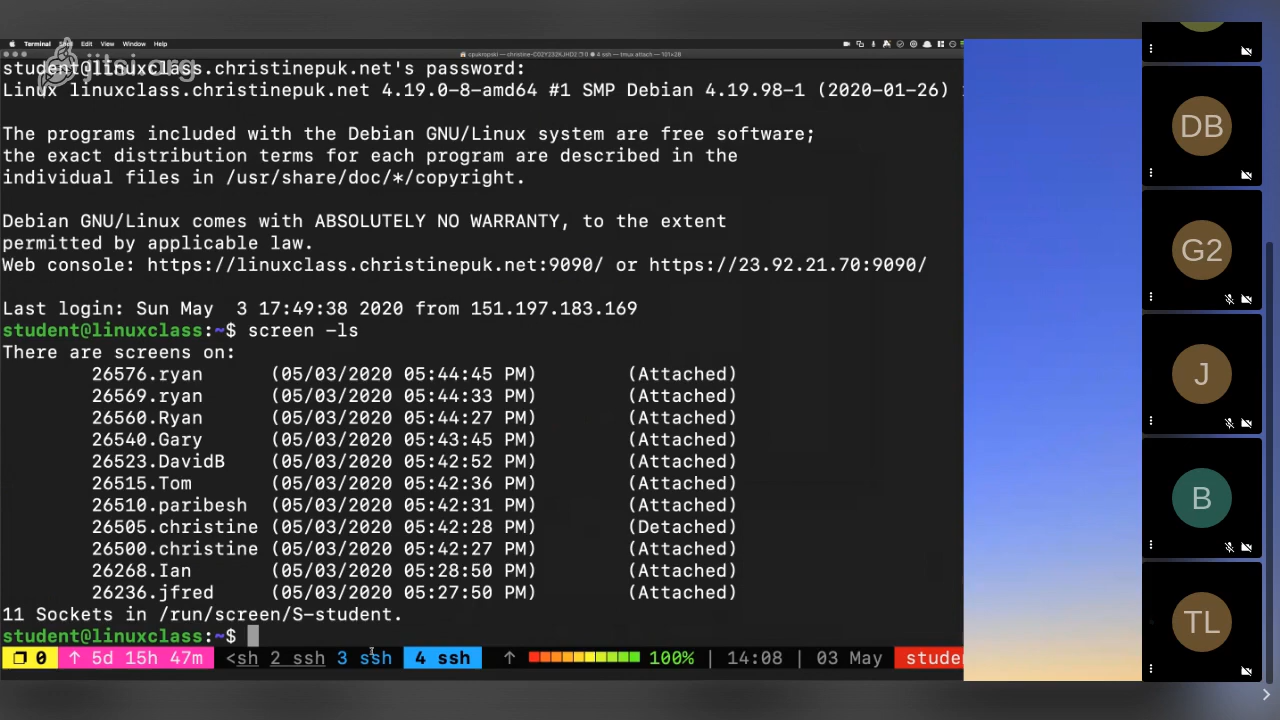 Terminal Edit View Window Help
jitsi.org
student@linuxclass.christinepuk.net's password:
Linux linuxclass.christinepuk.net 4.19.0-8-amd64 #1 SMP Debian 4.19.98-1 (2020-01-26)
The programs included with the Debian GNU/Linux system are free software;
the exact distribution terms for each program are described in the
individual files in /usr/share/doc/*/copyright.
Debian GNU/Linux comes with ABSOLUTELY NO WARRANTY, to the extent
permitted by applicable law.
Web console: https://linuxclass.christinepuk.net:9090/ or https://23.92.21.70:9090/
Last login: Sun May  3 17:49:38 2020 from 151.197.183.169
student@linuxclass:~$ screen -ls
There are screens on:
26576.ryan (05/03/2020 05:44:45 PM) (Attached)
26569.ryan (05/03/2020 05:44:33 PM) (Attached)
26560.Ryan (05/03/2020 05:44:27 PM) (Attached)
26540.Gary (05/03/2020 05:43:45 PM) (Attached)
26523.DavidB (05/03/2020 05:42:52 PM) (Attached)
26515.Tom (05/03/2020 05:42:36 PM) (Attached)
26510.paribesh (05/03/2020 05:42:31 PM) (Attached)
26505.christine (05/03/2020 05:42:28 PM) (Detached)
26500.christine (05/03/2020 05:42:27 PM) (Attached)
26268.Ian (05/03/2020 05:28:50 PM) (Attached)
26236.jfred (05/03/2020 05:27:50 PM) (Attached)
11 Sockets in /run/screen/S-student.
student@linuxclass:~$
0 ↑ 5d 15h 47m <sh 2 ssh 3 ssh 4 ssh ↑ 100% | 14:08 | 03 May studen
DB
G2
J
B
TL